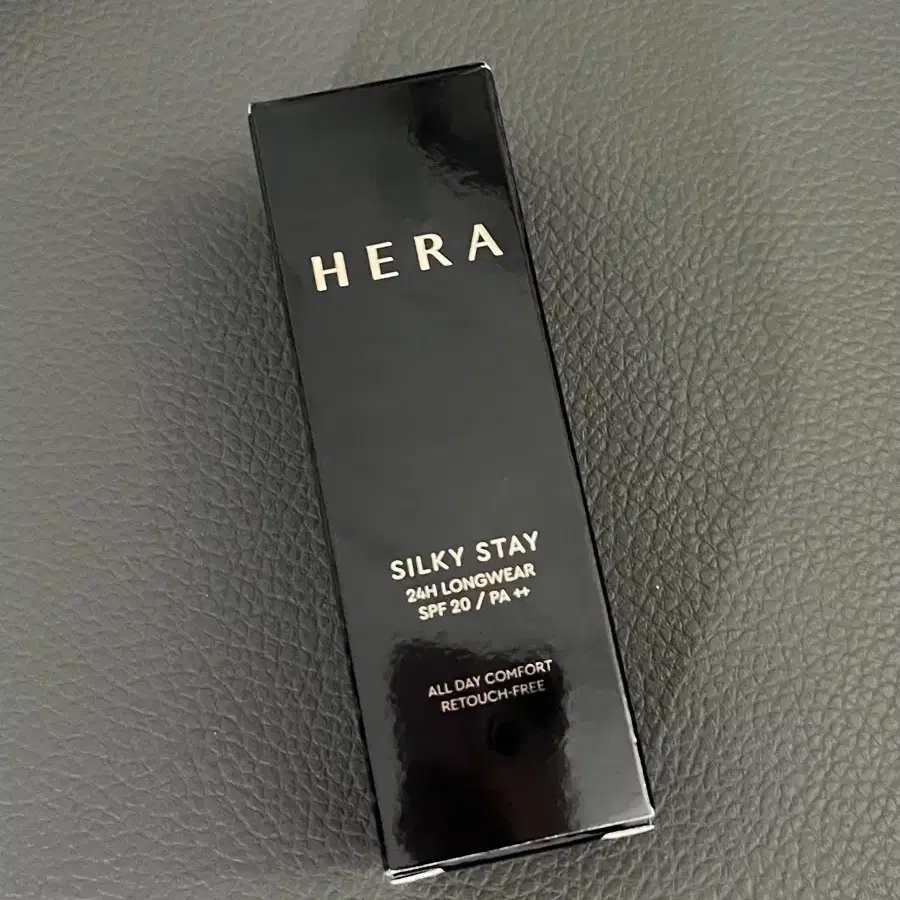 HERA
SILKY STAY
24H LONGWEAR
SPF 20 / PA ++
ALL DAY COMFORT
RETOUCH-FREE